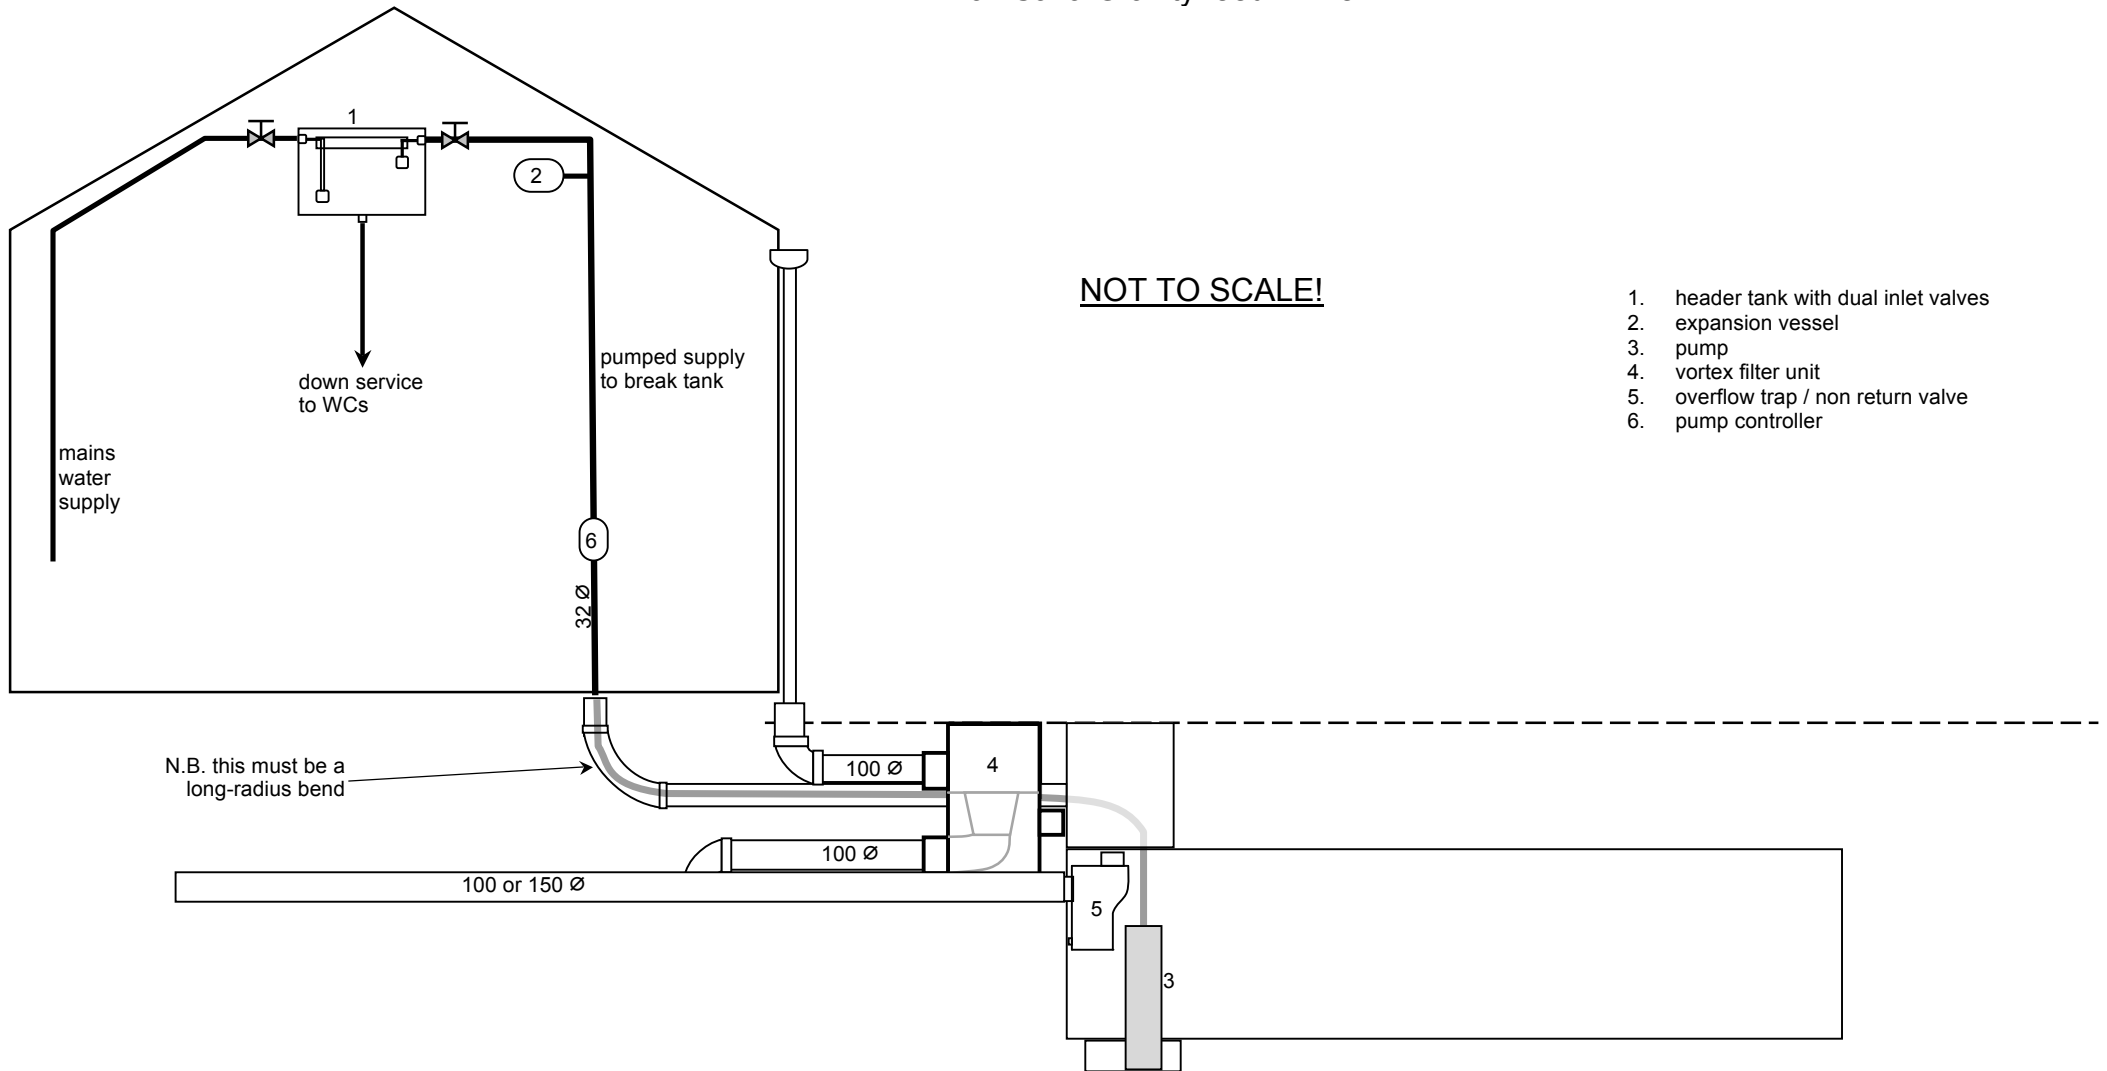 1
2
NOT TO SCALE!
1. header tank with dual inlet valves
2. expansion vessel
3. pump
4. vortex filter unit
5. overflow trap / non return valve
6. pump controller
pumped supply
to break tank
down service
to WCs
mains
water
supply
6
32 Ø
N.B. this must be a
long-radius bend
100 Ø
4
100 Ø
100 or 150 Ø
5
3